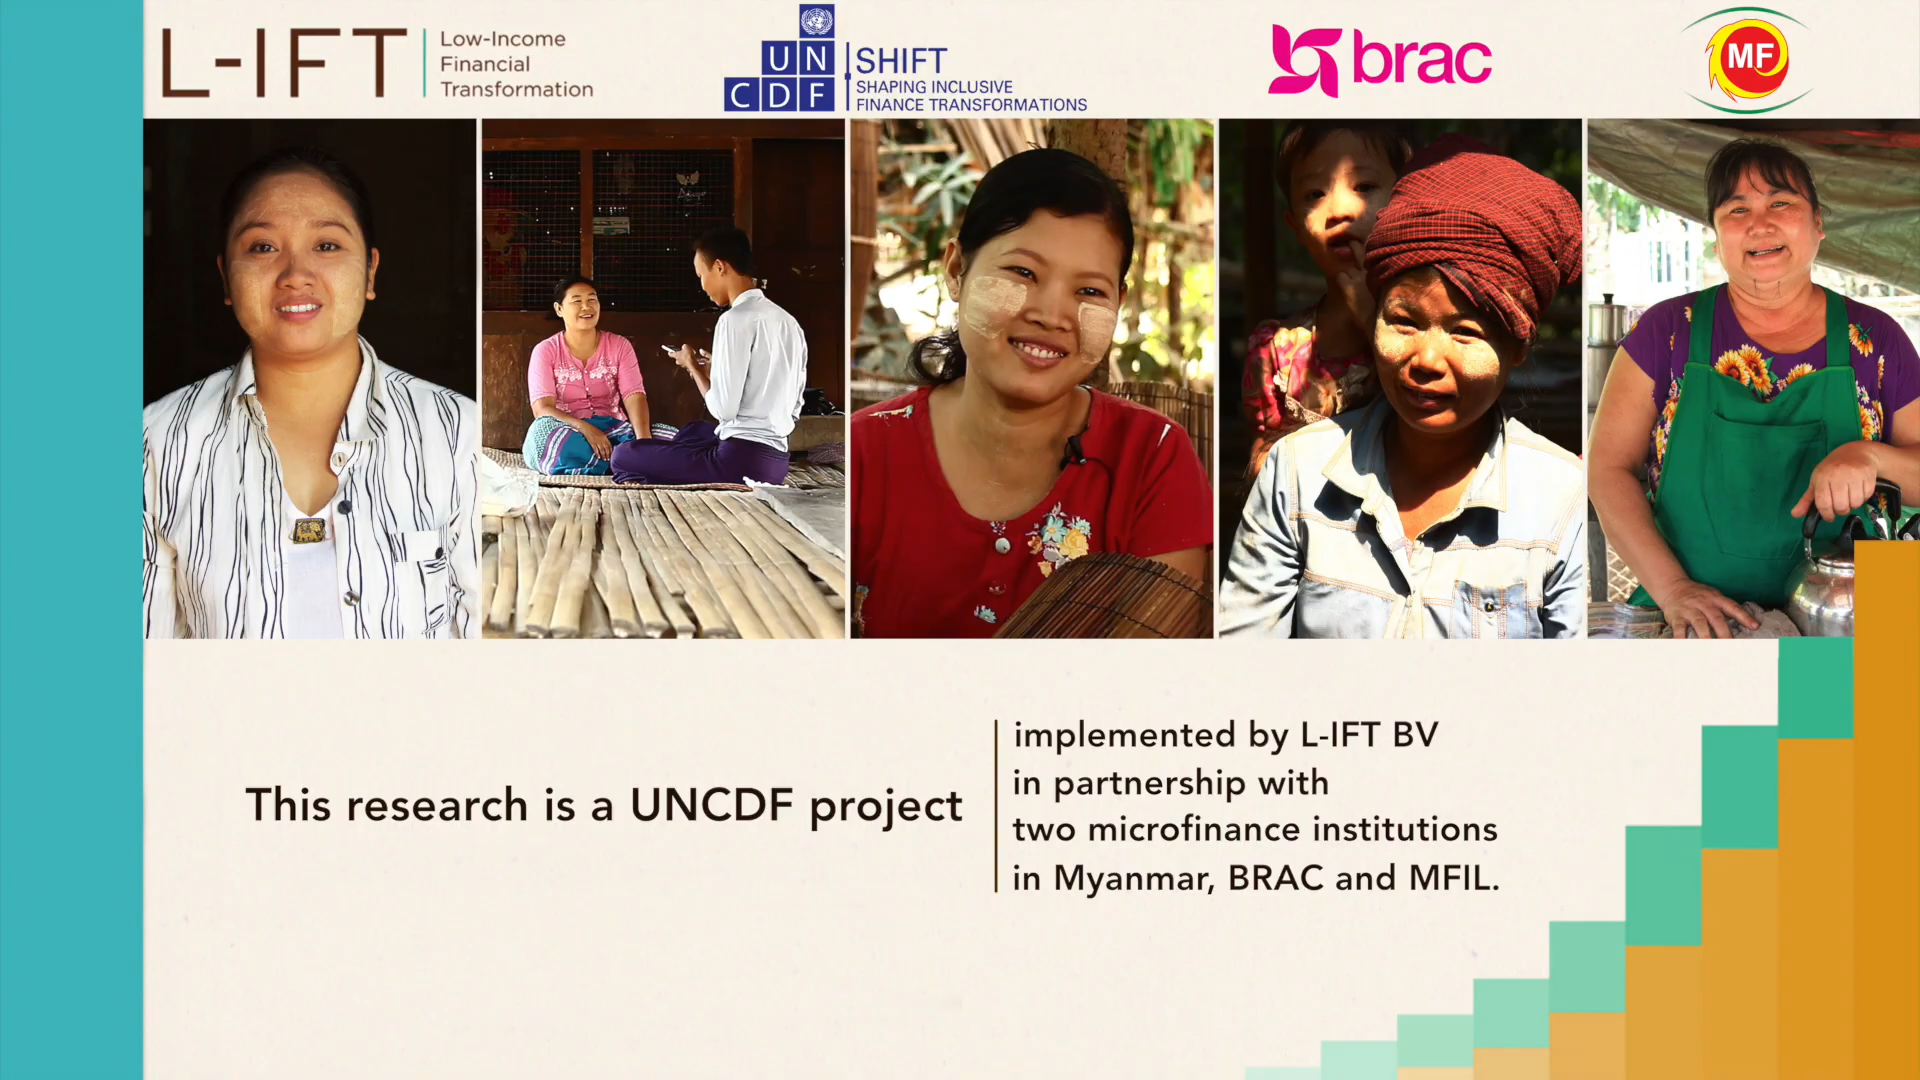 L-IFT
Low-Income
Financial
Transformation
UN
CDF
SHIFT
SHAPING INCLUSIVE
FINANCE TRANSFORMATIONS
brac
MF
This research is a UNCDF project
implemented by L-IFT BV
in partnership with
two microfinance institutions
in Myanmar, BRAC and MFIL.